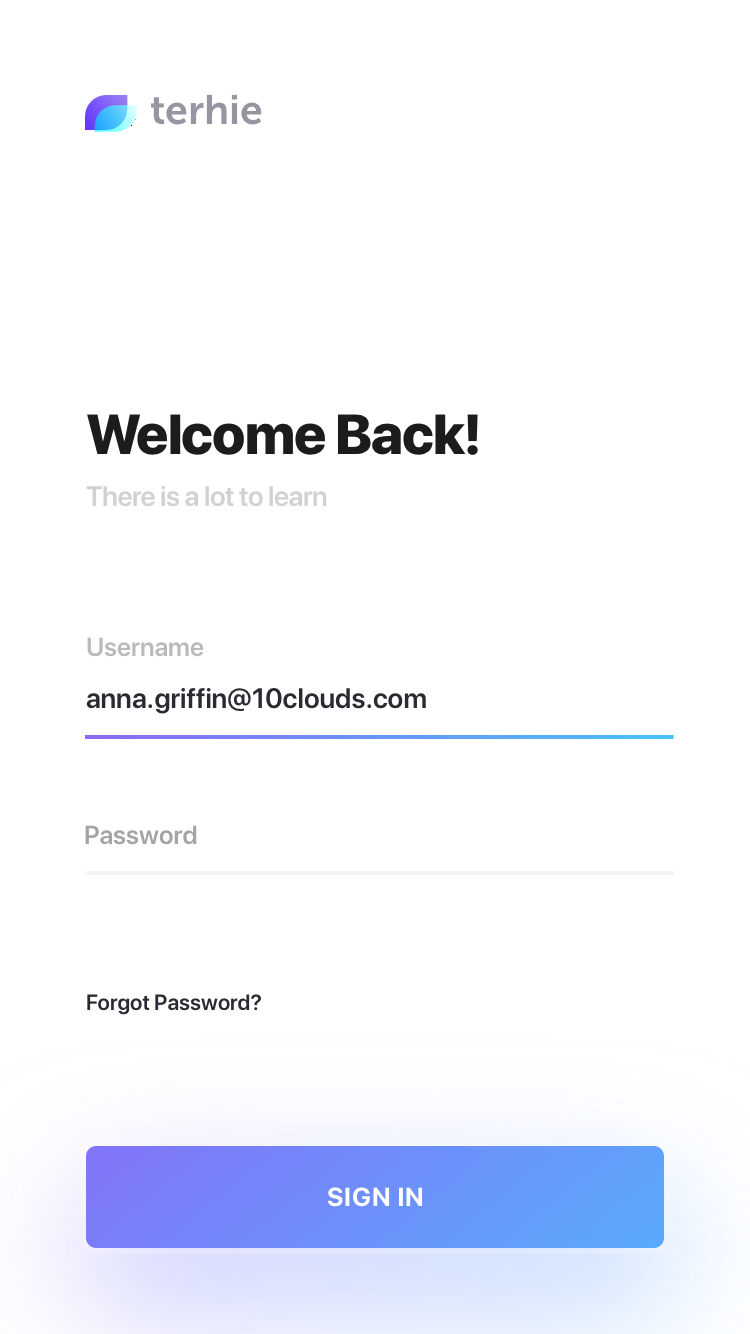 terhie
Welcome Back!
There is a lot to learn
Username
anna.griffin@10clouds.com
Password
Forgot Password?
SIGN IN